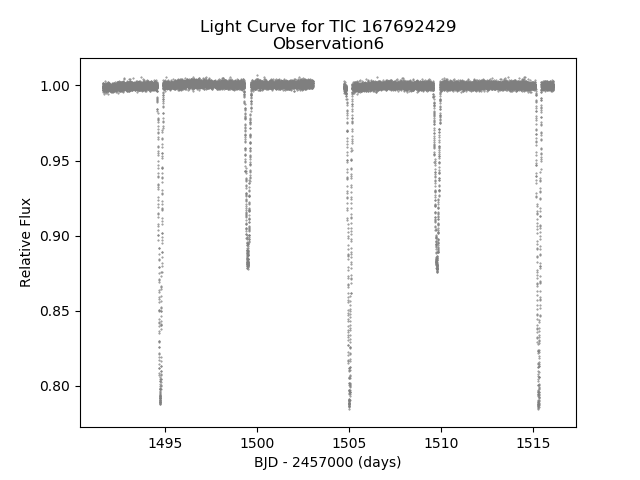 Light Curve for TIC 167692429
Observation6
1.00
0.95
0.90
0.85
0.80
Relative Flux
1495
1500
1505
1510
1515
BJD - 2457000 (days)